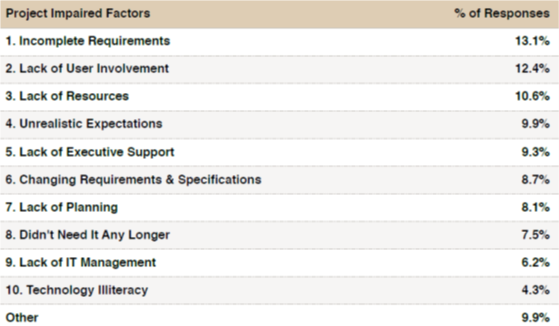 Project Impaired Factors % of Responses
1. Incomplete Requirements 13.1%
2. Lack of User Involvement 12.4%
3. Lack of Resources 10.6%
4. Unrealistic Expectations 9.9%
5. Lack of Executive Support 9.3%
6. Changing Requirements & Specifications 8.7%
7. Lack of Planning 8.1%
8. Didn't Need It Any Longer 7.5%
9. Lack of IT Management 6.2%
10. Technology Illiteracy 4.3%
Other 9.9%